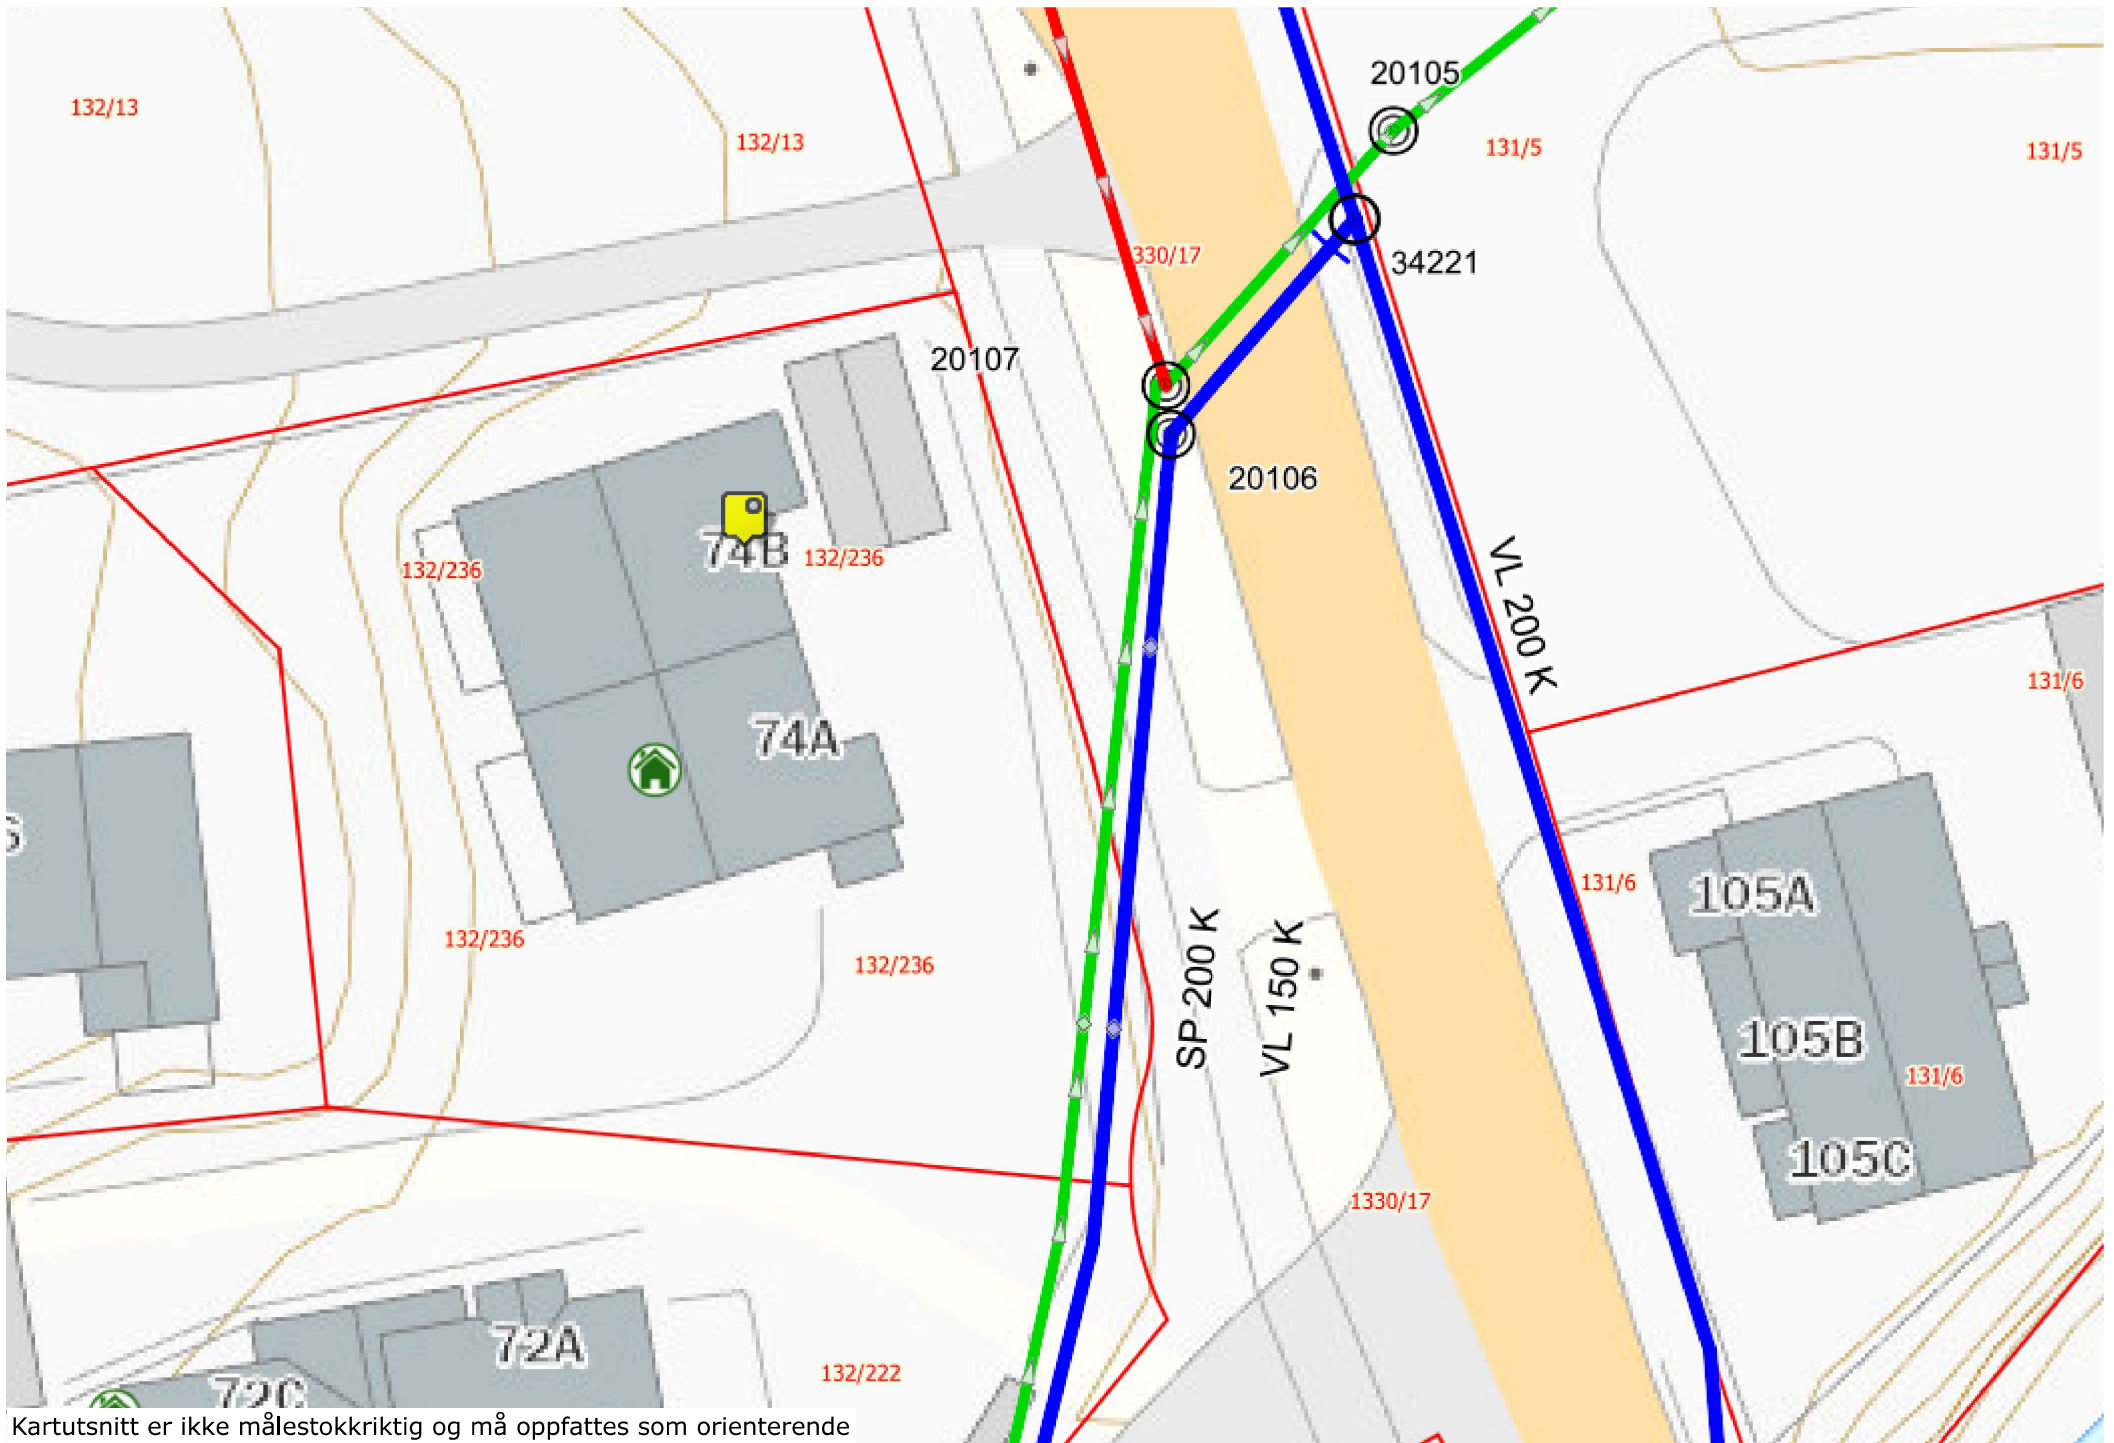 20105
132/13
132/13
131/5
131/5
330/17
34221
20107
20106
74B
132/236
132/236
VL 200 K
131/6
74A
131/6
105A
132/236
132/236
SP 200 K
VL 150 K
105B
131/6
105C
1330/17
72A
132/222
72C
Kartutsnitt er ikke målestokkriktig og må oppfattes som orienterende